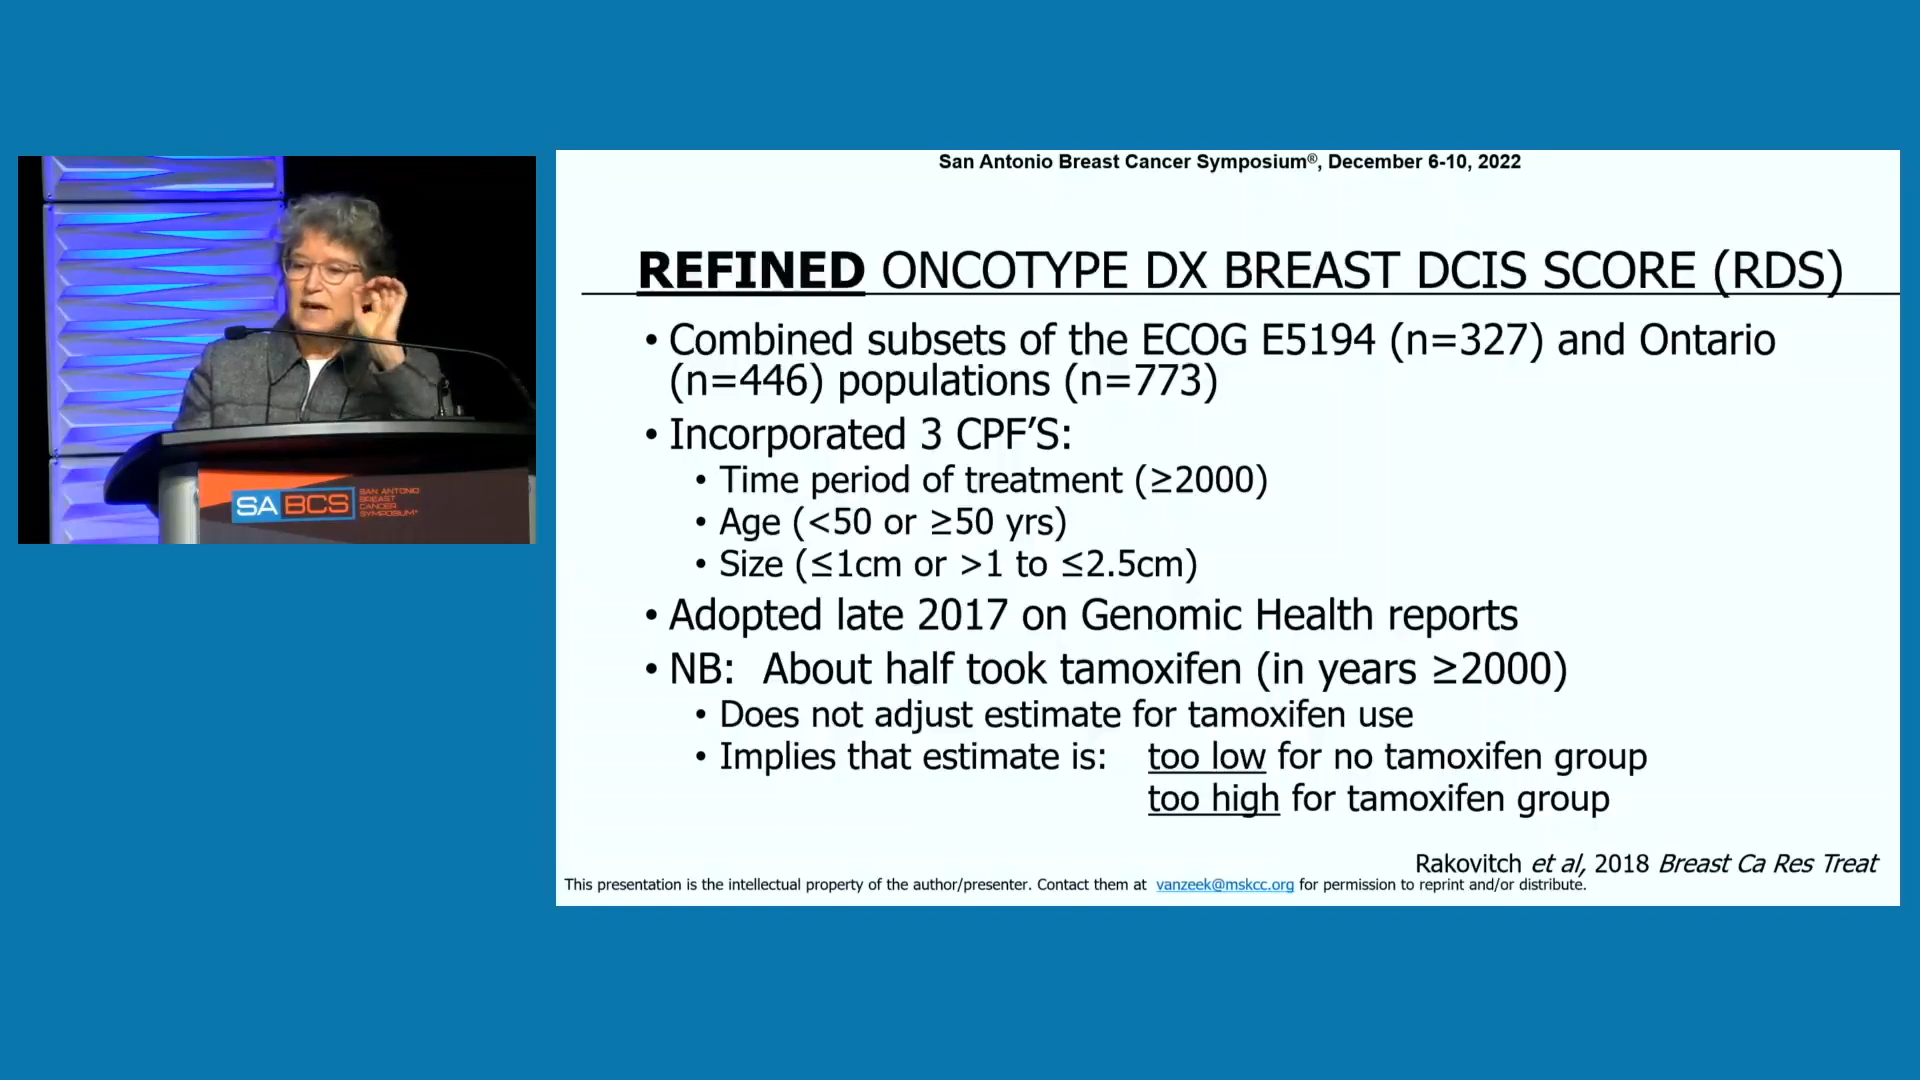 San Antonio Breast Cancer Symposium®, December 6-10, 2022
REFINED ONCOTYPE DX BREAST DCIS SCORE (RDS)
• Combined subsets of the ECOG E5194 (n=327) and Ontario
(n=446) populations (n=773)
• Incorporated 3 CPF’S:
• Time period of treatment (≥2000)
• Age (<50 or ≥50 yrs)
• Size (≤1cm or >1 to ≤2.5cm)
• Adopted late 2017 on Genomic Health reports
• NB: About half took tamoxifen (in years ≥2000)
• Does not adjust estimate for tamoxifen use
• Implies that estimate is: too low for no tamoxifen group
too high for tamoxifen group
Rakovitch et al, 2018 Breast Ca Res Treat
This presentation is the intellectual property of the author/presenter. Contact them at vanzeek@mskcc.org for permission to reprint and/or distribute.
SA BCS
SAN ANTONIO
BREAST
CANCER
SYMPOSIUM®